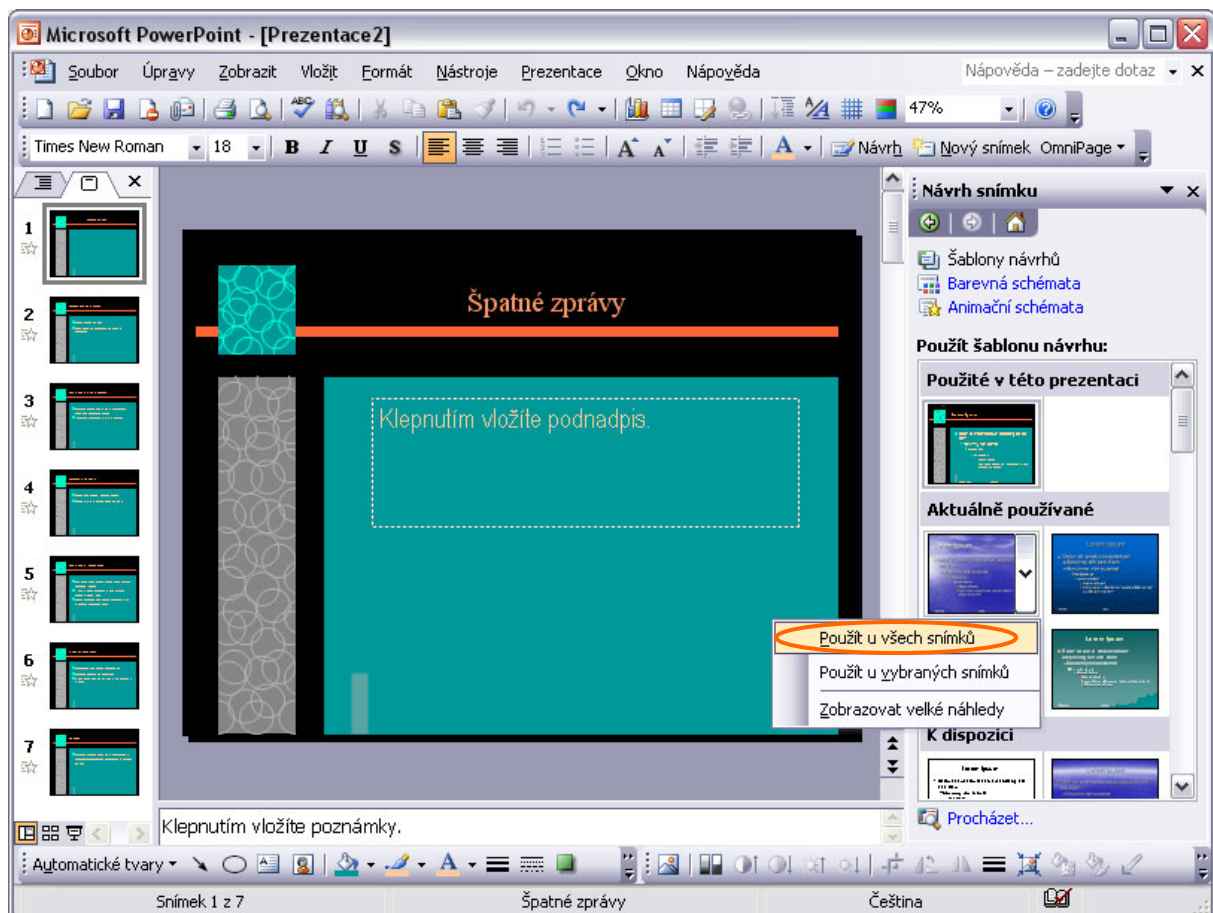 Microsoft PowerPoint - [Prezentace2]
Soubor Úpravy Zobrazit Vložit Formát Nástroje Prezentace Okno Nápověda Nápověda – zadejte dotaz
47%
Times New Roman 18 B I U S A A A Návrh Nový snímek OmniPage
Návrh snímku
1
2
3
4
5
6
7
Špatné zprávy
Klepnutím vložíte podnadpis.
Šablony návrhů
Barevná schémata
Animační schémata
Použít šablonu návrhu:
Použité v této prezentaci
Aktuálně používané
Použít u všech snímků
Použít u vybraných snímků
Zobrazovat velké náhledy
K dispozici
Procházet...
Klepnutím vložíte poznámky.
Automatické tvary A
Snímek 1 z 7 Špatné zprávy Čeština